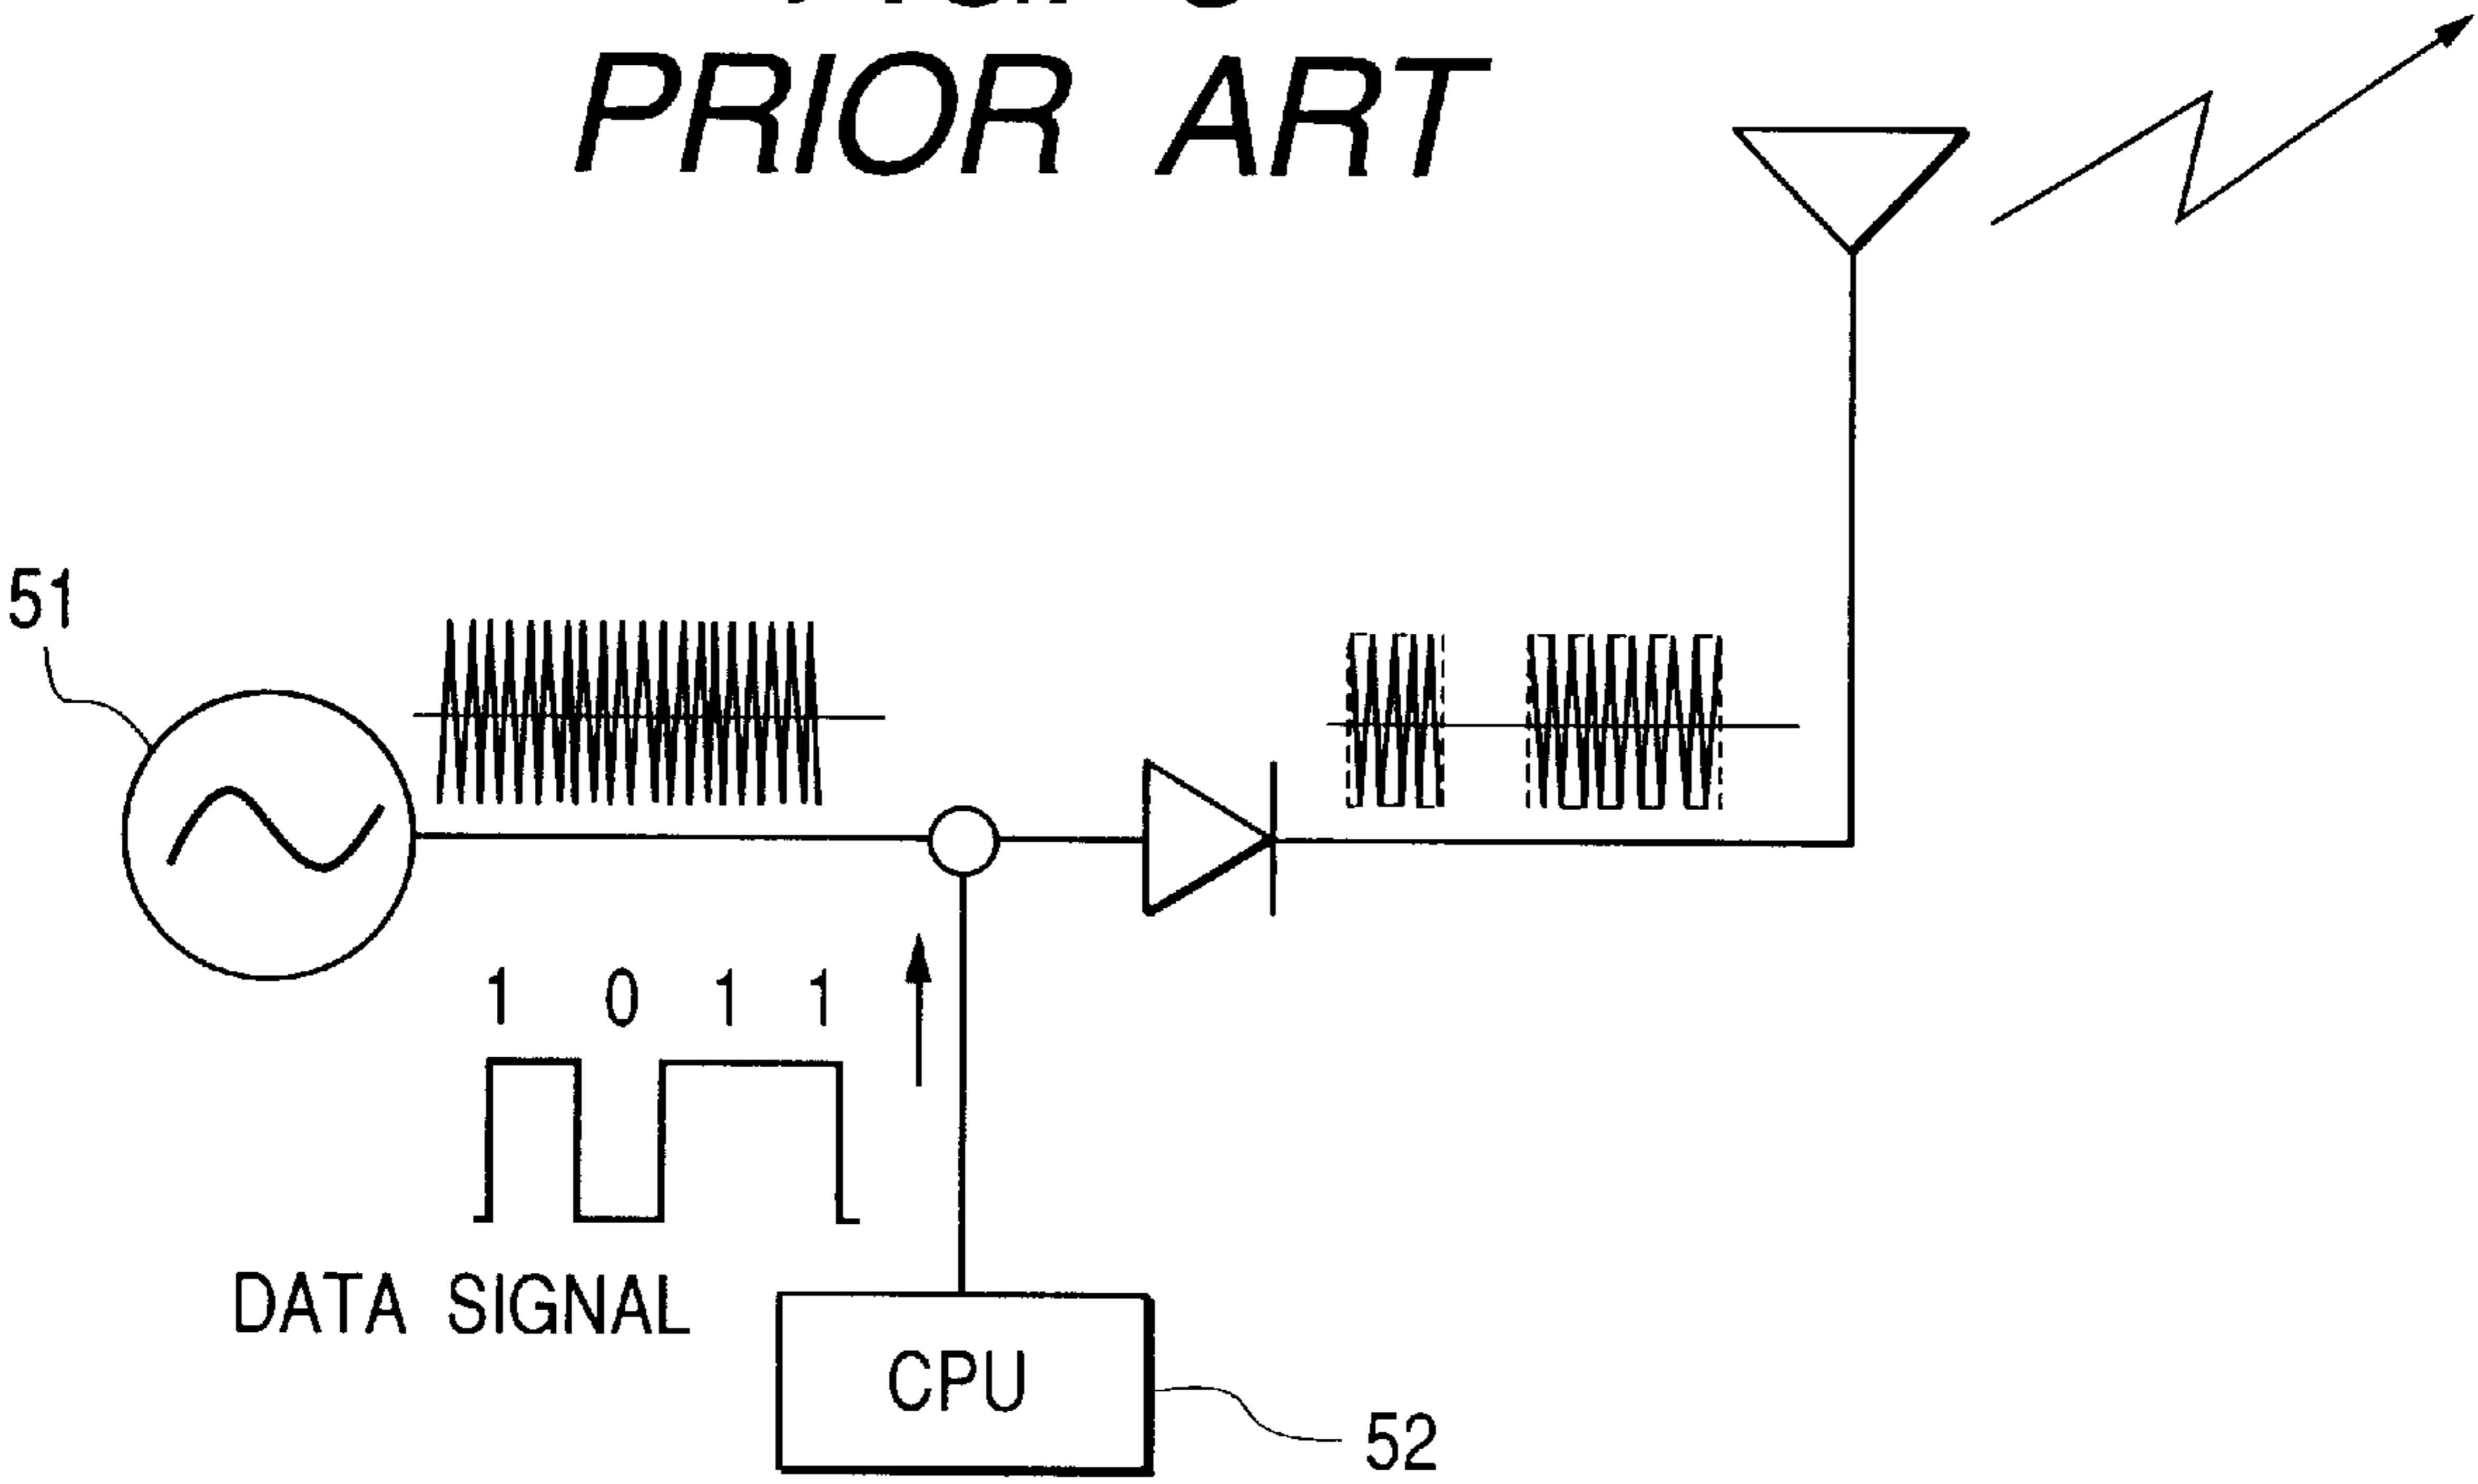 PRIOR ART
51
1 0 1 1
DATA SIGNAL
CPU
52